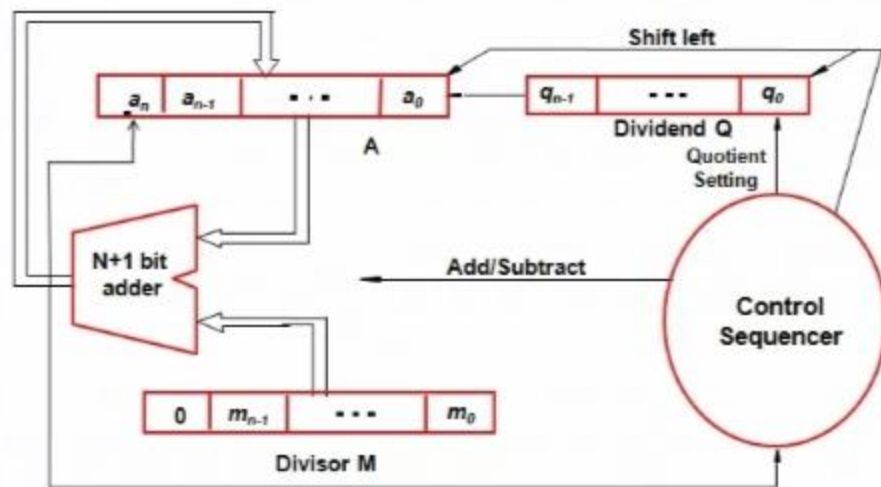 Shift left
aₙ aₙ₋₁ - - - a₀
qₙ₋₁ - - - q₀
A
Dividend Q
Quotient
Setting
N+1 bit
adder
Add/Subtract
Control
Sequencer
0 mₙ₋₁ - - - m₀
Divisor M